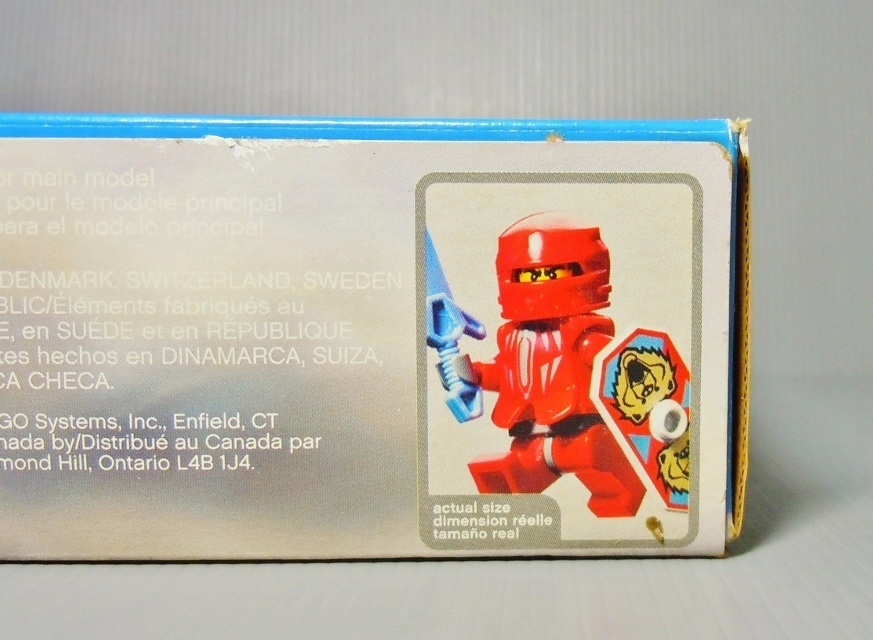 or main model
pour le modèle principal
para el modelo principal
DENMARK, SWITZERLAND, SWEDEN
BLIC/Éléments fabriqués au
E, en SUÉDE et en RÉPUBLIQUE
tes hechos en DINAMARCA, SUIZA,
CA CHECA.
GO Systems, Inc., Enfield, CT
nada by/Distribué au Canada par
mond Hill, Ontario L4B 1J4.
actual size
dimension réelle
tamaño real